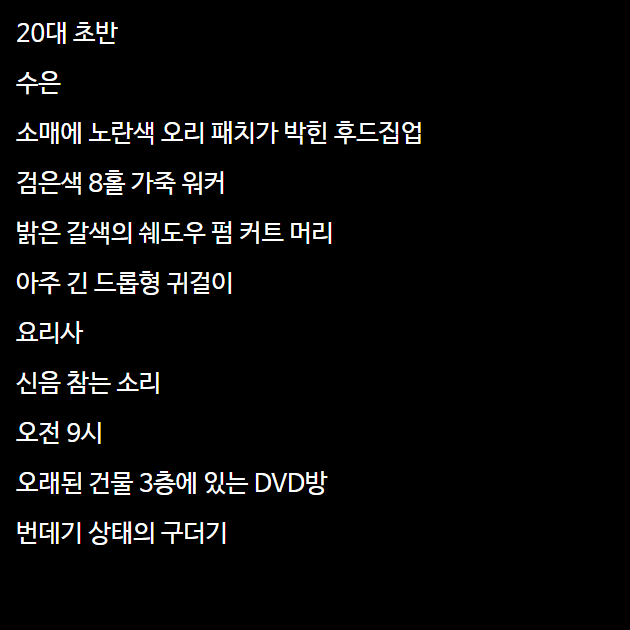 20대 초반
수은
소매에 노란색 오리 패치가 박힌 후드집업
검은색 8홀 가죽 워커
밝은 갈색의 쉐도우 펌 커트 머리
아주 긴 드롭형 귀걸이
요리사
신음 참는 소리
오전 9시
오래된 건물 3층에 있는 DVD방
번데기 상태의 구더기